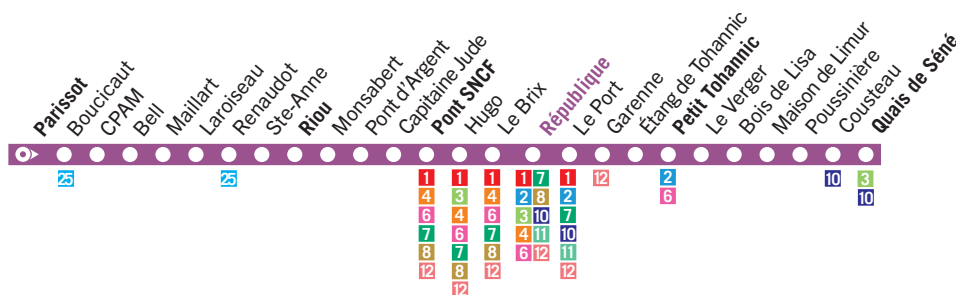 Parissot
Boucicaut
CPAM
Bell
Maillart
Laroiseau
Renaudot
Ste-Anne
Riou
Monsabert
Pont d'Argent
Capitaine Jude
Pont SNCF
Hugo
Le Brix
République
Le Port
Garenne
Étang de Tohannic
Petit Tohannic
Le Verger
Bois de Lisa
Maison de Limur
Poussinière
Cousteau
Quais de Séné
25
25
1
4
6
7
8
12
1
3
4
6
7
8
12
1
4
6
7
8
12
1 7
2 8
3 10
4 11
6 12
1
2
7
10
11
12
12
2
6
10
3
10